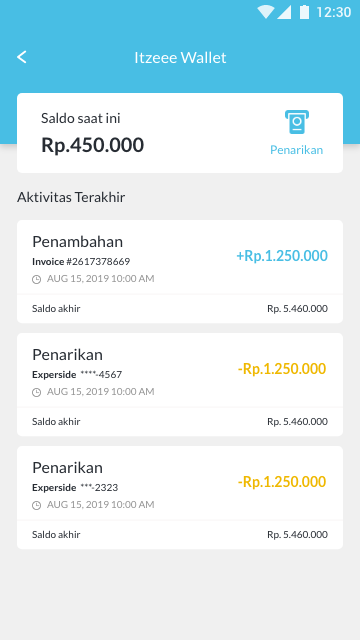 12:30
Itzeee Wallet
Saldo saat ini
Rp.450.000
Penarikan
Aktivitas Terakhir
Penambahan
Invoice #2617378669
+Rp.1.250.000
AUG 15, 2019 10:00 AM
Saldo akhir Rp. 5.460.000
Penarikan
Experside ****-4567
-Rp.1.250.000
AUG 15, 2019 10:00 AM
Saldo akhir Rp. 5.460.000
Penarikan
Experside ***-2323
-Rp.1.250.000
AUG 15, 2019 10:00 AM
Saldo akhir Rp. 5.460.000